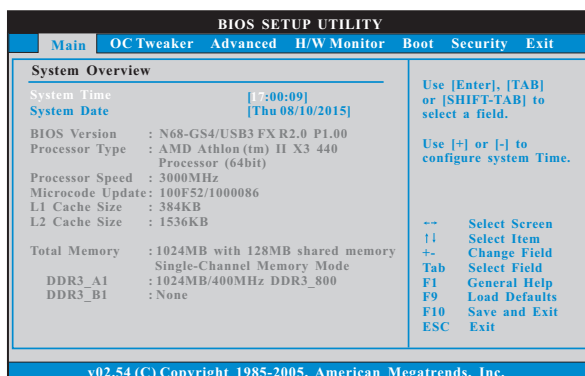 BIOS SETUP UTILITY
Main OC Tweaker Advanced H/W Monitor Boot Security Exit
System Overview
System Time [17:00:09]
System Date [Thu 08/10/2015]
BIOS Version : N68-GS4/USB3 FX R2.0 P1.00
Processor Type : AMD Athlon (tm) II X3 440
Processor (64bit)
Processor Speed : 3000MHz
Microcode Update : 100F52/1000086
L1 Cache Size : 384KB
L2 Cache Size : 1536KB
Total Memory : 1024MB with 128MB shared memory
Single-Channel Memory Mode
DDR3_A1 : 1024MB/400MHz DDR3_800
DDR3_B1 : None
Use [Enter], [TAB]
or [SHIFT-TAB] to
select a field.
Use [+] or [-] to
configure system Time.
←→ Select Screen
↑↓ Select Item
+- Change Field
Tab Select Field
F1 General Help
F9 Load Defaults
F10 Save and Exit
ESC Exit
v02.54 (C) Copyright 1985-2005, American Megatrends, Inc.